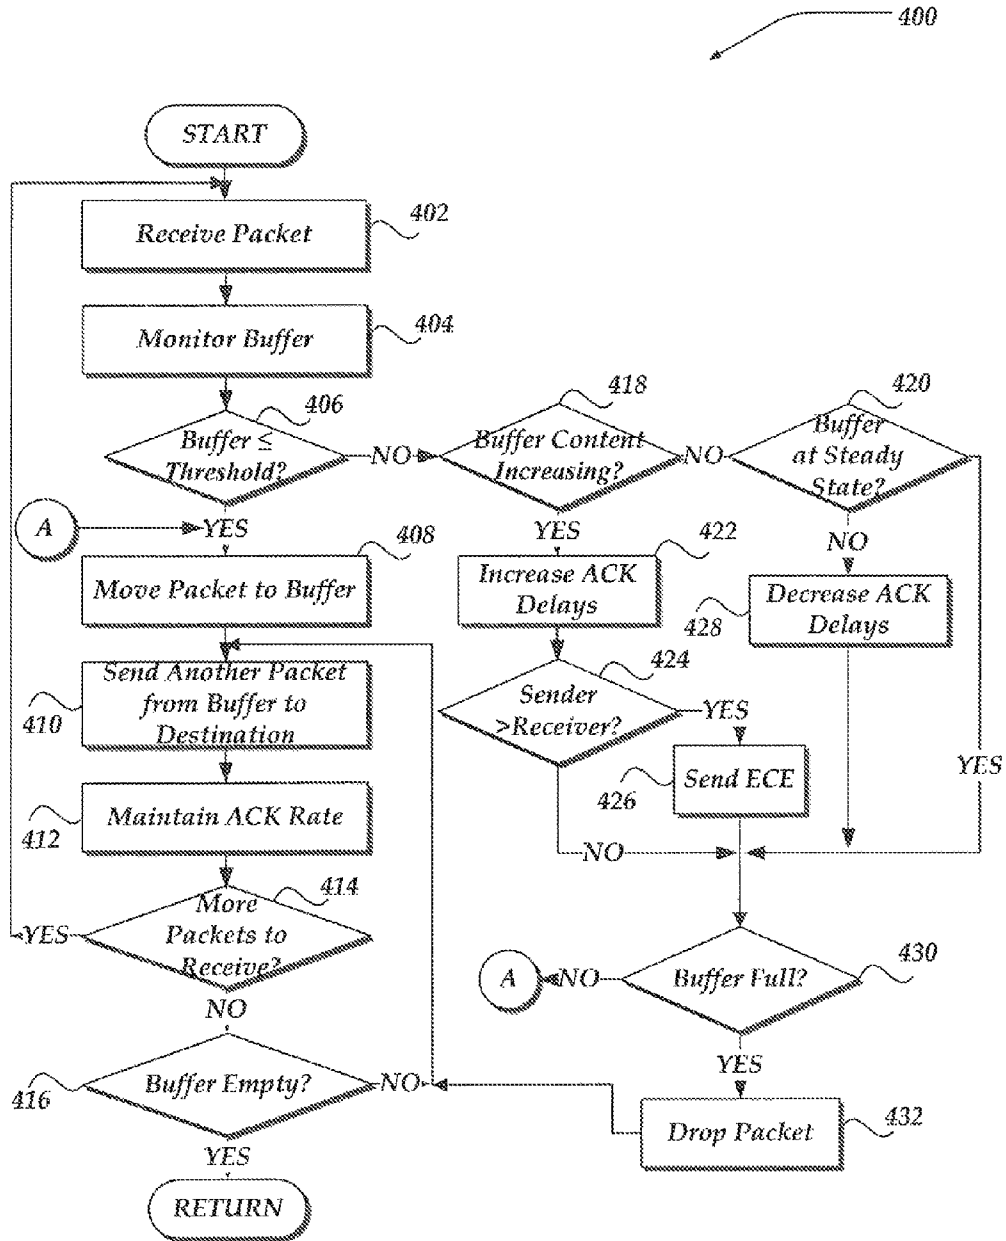 400
START
402
Receive Packet
404
Monitor Buffer
406
Buffer ≤
Threshold?
NO
418
Buffer Content
Increasing?
NO
420
Buffer
at Steady
State?
A
YES
408
Move Packet to Buffer
YES
422
Increase ACK
Delays
NO
428
Decrease ACK
Delays
410
Send Another Packet
from Buffer to
Destination
424
Sender
>Receiver?
YES
426
Send ECE
YES
412
Maintain ACK Rate
NO
414
More
Packets to
Receive?
YES
NO
A
NO
Buffer Full?
430
416
Buffer Empty?
NO
YES
Drop Packet
432
YES
RETURN